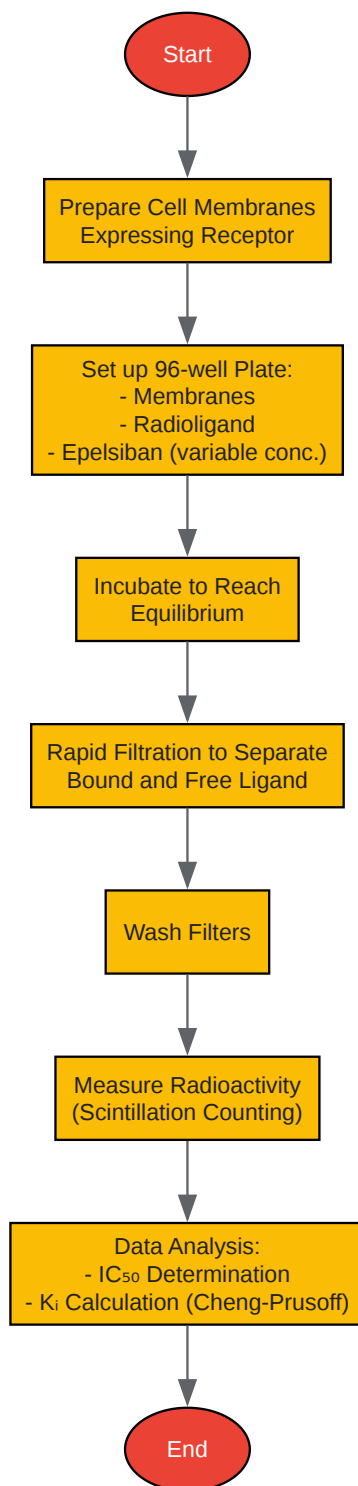 Start
Prepare Cell Membranes
Expressing Receptor
Set up 96-well Plate:
- Membranes
- Radioligand
- Epelsiban (variable conc.)
Incubate to Reach
Equilibrium
Rapid Filtration to Separate
Bound and Free Ligand
Wash Filters
Measure Radioactivity
(Scintillation Counting)
Data Analysis:
- IC₅₀ Determination
- Kᵢ Calculation (Cheng-Prusoff)
End